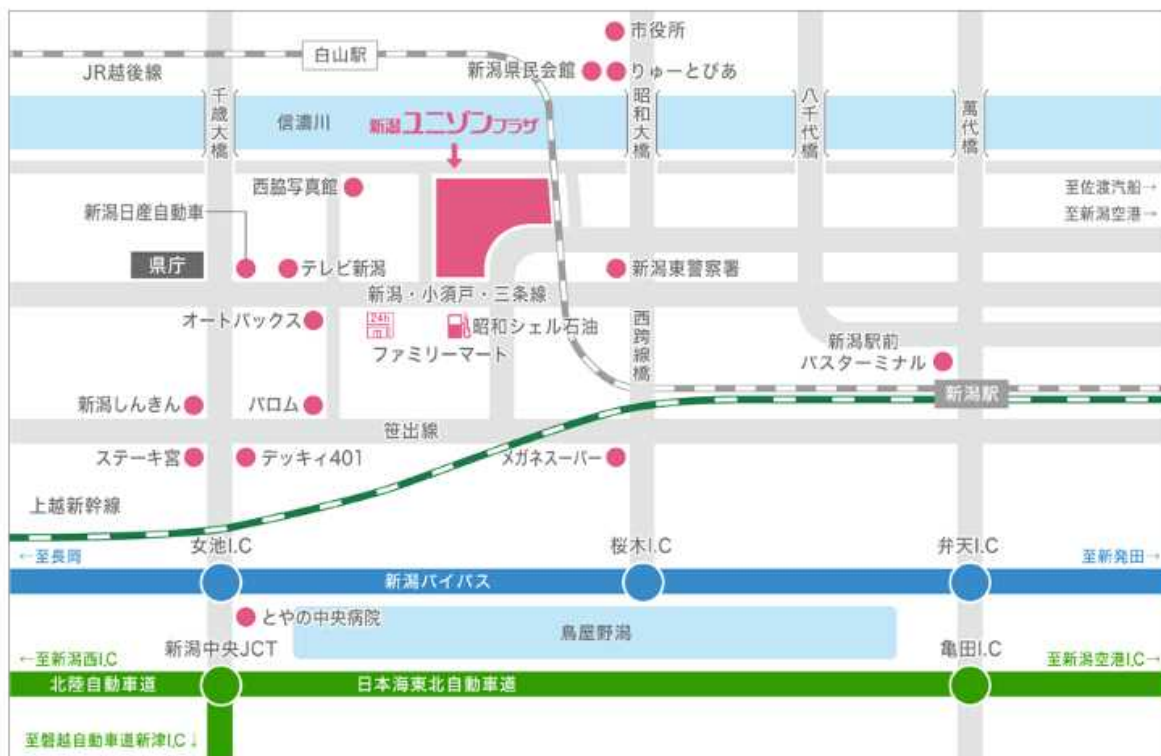 市役所
白山駅
JR越後線
新潟県民会館
りゅーとぴあ
千歳大橋
信濃川
新潟ユニゾンプラザ
昭和大橋
八千代橋
萬代橋
西脇写真館
至佐渡汽船→
新潟日産自動車
至新潟空港→
県庁
テレビ新潟
新潟東警察署
新潟・小須戸・三条線
オートバックス
24h
昭和シェル石油
ファミリーマート
西跨線橋
新潟駅前
バスターミナル
新潟駅
新潟しんきん
バロム
笹出線
ステーキ宮
デッキィ401
メガネスーパー
上越新幹線
女池I.C
桜木I.C
弁天I.C
←至長岡
至新発田→
新潟バイパス
とやの中央病院
鳥屋野潟
新潟中央JCT
亀田I.C
←至新潟西I.C
至新潟空港I.C→
北陸自動車道
日本海東北自動車道
至磐越自動車道新津I.C↓